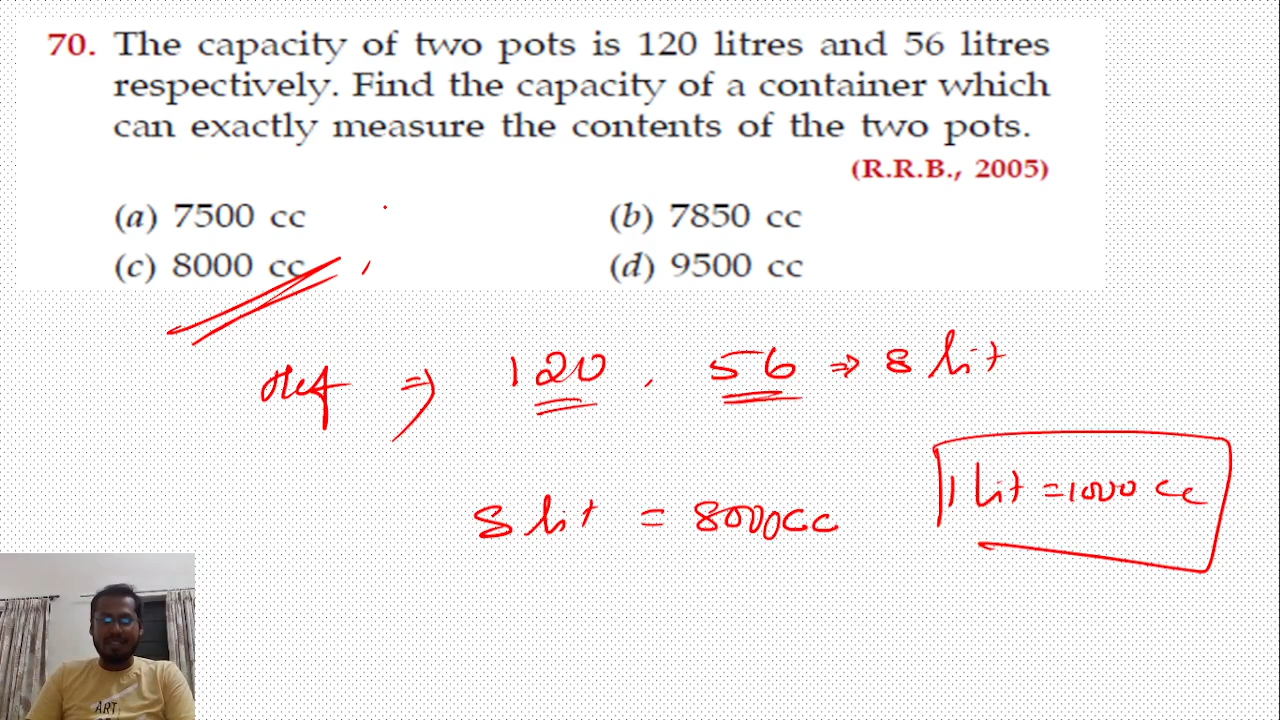 70. The capacity of two pots is 120 litres and 56 litres
respectively. Find the capacity of a container which
can exactly measure the contents of the two pots.
(R.R.B., 2005)
(a) 7500 cc (b) 7850 cc
(c) 8000 cc (d) 9500 cc
⇒ 120, 56 ⇒ 8 lit
1 lit = 1000 cc
8 lit = 8000cc
ART